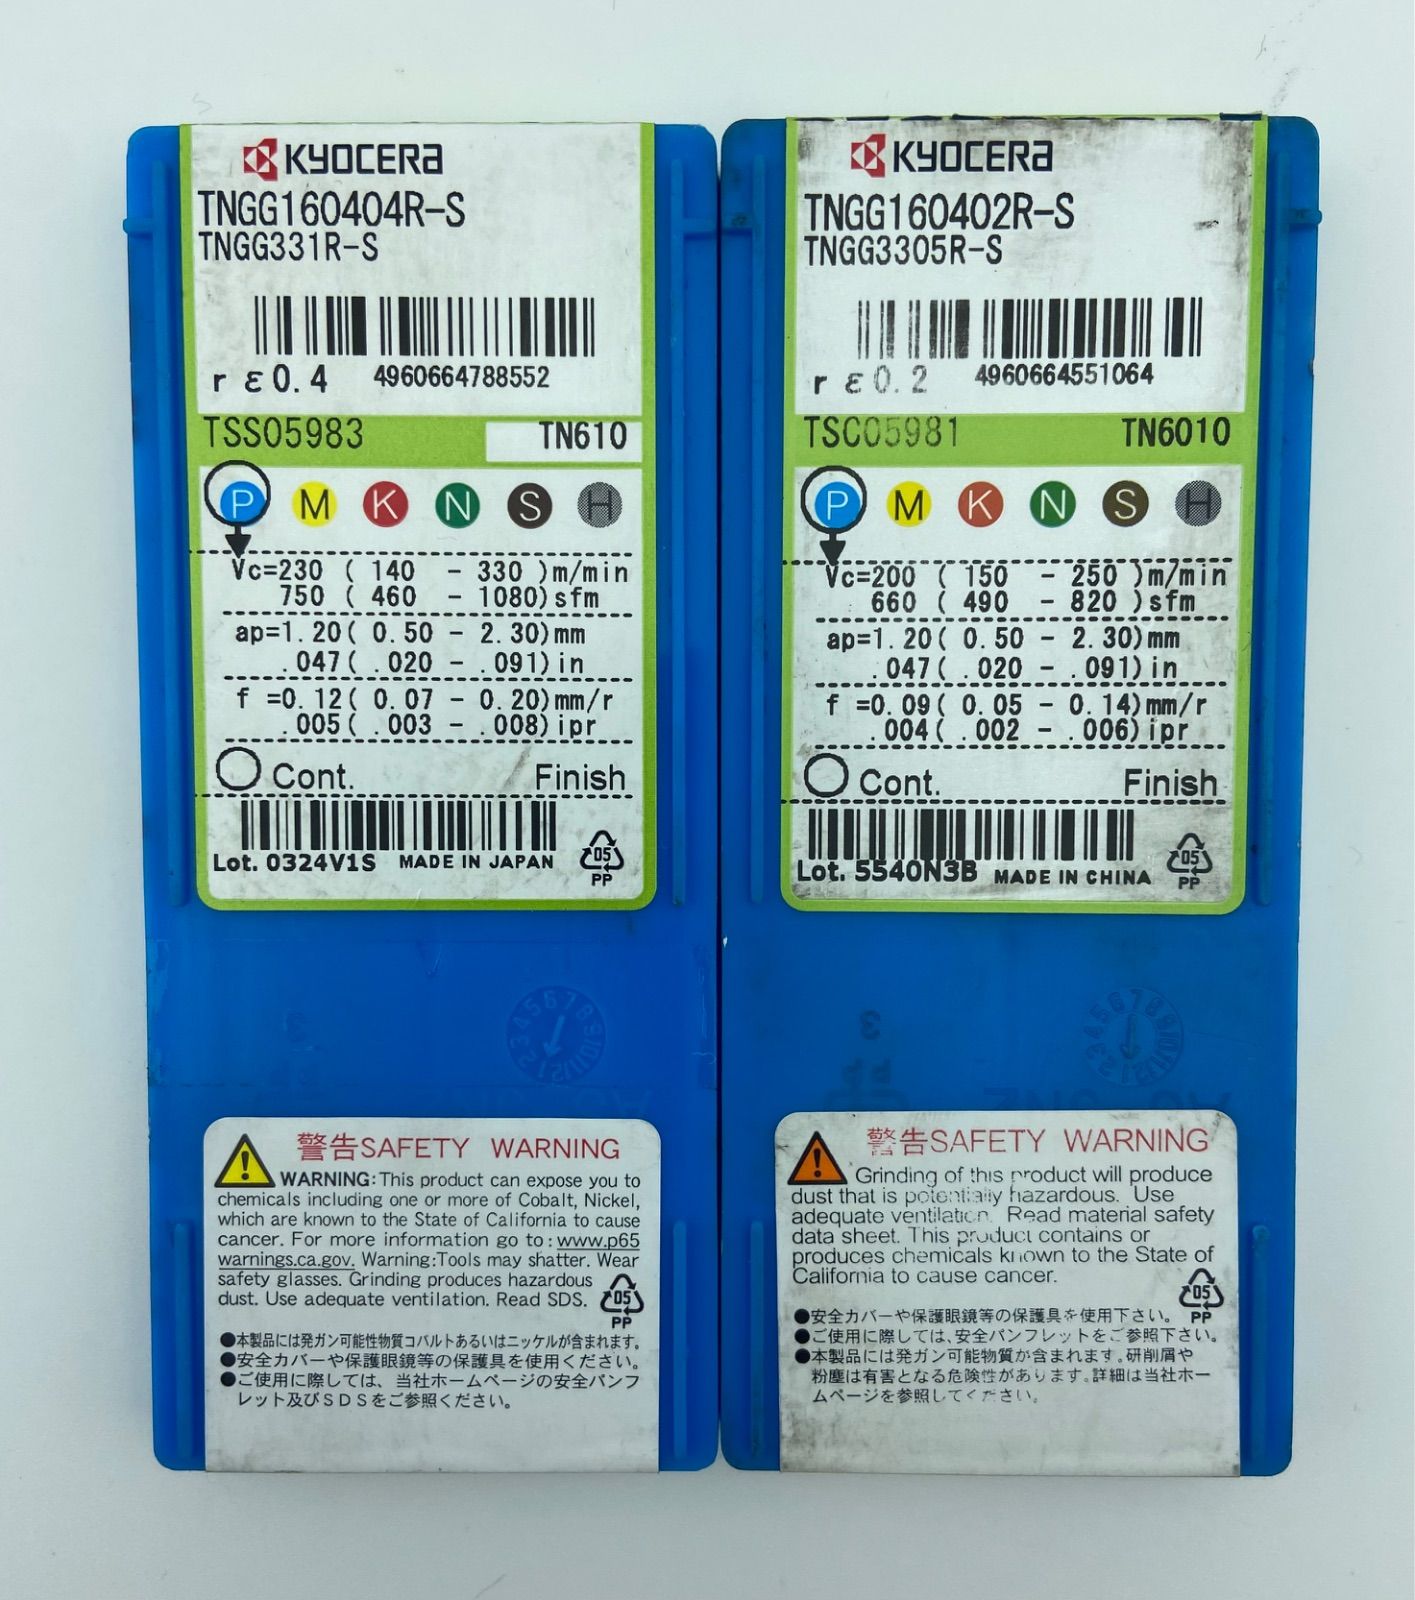 KYOCERA
TNGG160404R-S
TNGG331R-S
r ε0.4 4960664788552
TSS05983 TN610
P M K N S H
Vc=230 ( 140 - 330 )m/min
750 ( 460 - 1080)sfm
ap=1.20( 0.50 - 2.30)mm
.047( .020 - .091)in
f =0.12( 0.07 - 0.20)mm/r
.005( .003 - .008)ipr
Cont. Finish
Lot. 0324V1S MADE IN JAPAN
05
PP
警告SAFETY WARNING
WARNING:This product can expose you to
chemicals including one or more of Cobalt, Nickel,
which are known to the State of California to cause
cancer. For more information go to:www.p65
warnings.ca.gov. Warning:Tools may shatter. Wear
safety glasses. Grinding produces hazardous
dust. Use adequate ventilation. Read SDS.
05
PP
●本製品には発ガン可能性物質コバルトあるいはニッケルが含まれます。
●安全カバーや保護眼鏡等の保護具を使用ください。
●ご使用に際しては、当社ホームページの安全パンフ
レット及びSDSをご参照ください。
KYOCERA
TNGG160402R-S
TNGG3305R-S
r ε0.2 4960664551064
TSC05981 TN6010
P M K N S H
Vc=200 ( 150 - 250 )m/min
660 ( 490 - 820 )sfm
ap=1.20( 0.50 - 2.30)mm
.047( .020 - .091)in
f =0.09( 0.05 - 0.14)mm/r
.004( .002 - .006)ipr
Cont. Finish
Lot. 5540N3B MADE IN CHINA
05
PP
警告SAFETY WARNING
Grinding of this product will produce
dust that is potentially hazardous. Use
adequate ventilation. Read material safety
data sheet. This product contains or
produces chemicals known to the State of
California to cause cancer.
05
PP
●安全カバーや保護眼鏡等の保護具を使用下さい。
●ご使用に際しては、安全パンフレットをご参照下さい。
●本製品には発ガン可能物質が含まれます。研削屑や
粉塵は有害となる危険性があります。詳細は当社ホー
ムページを参照してください。